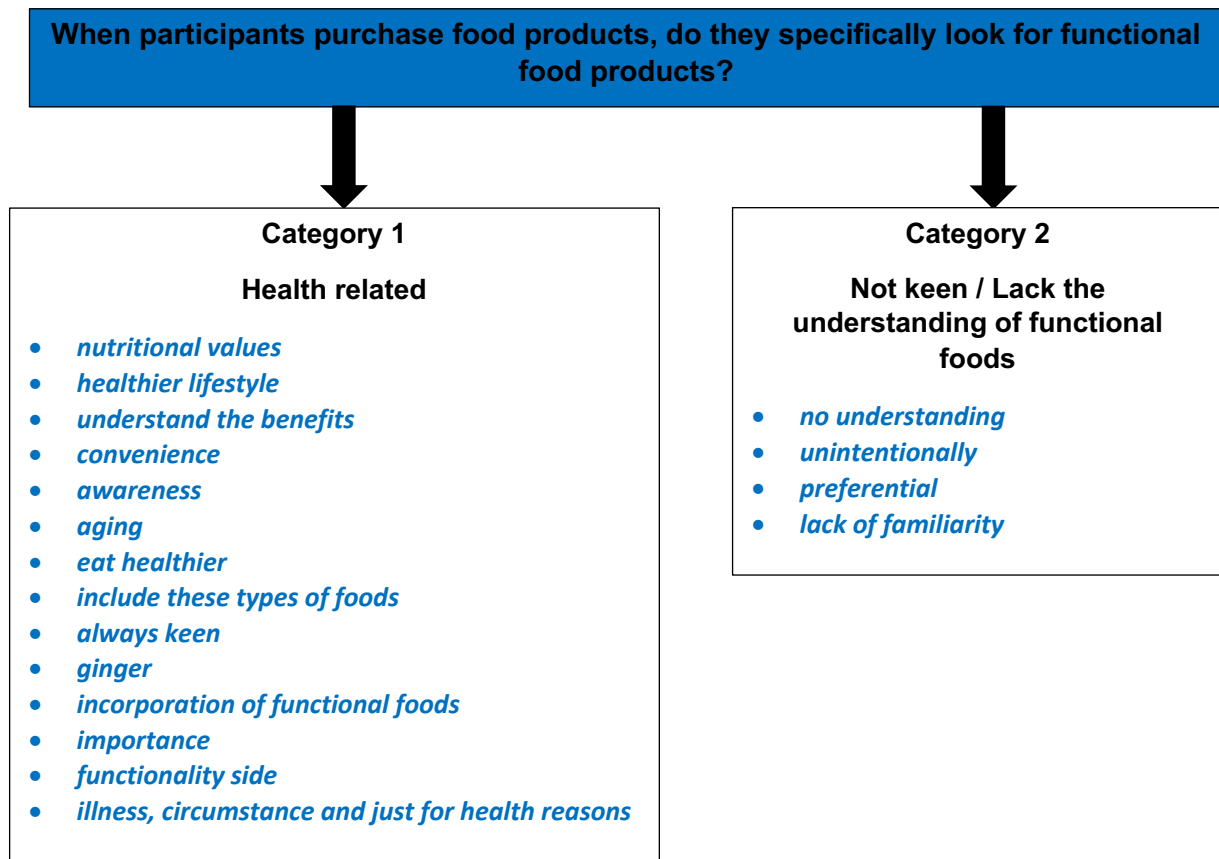 When participants purchase food products, do they specifically look for functional
food products?
Category 1
Health related
• nutritional values
• healthier lifestyle
• understand the benefits
• convenience
• awareness
• aging
• eat healthier
• include these types of foods
• always keen
• ginger
• incorporation of functional foods
• importance
• functionality side
• illness, circumstance and just for health reasons
Category 2
Not keen / Lack the
understanding of functional
foods
• no understanding
• unintentionally
• preferential
• lack of familiarity